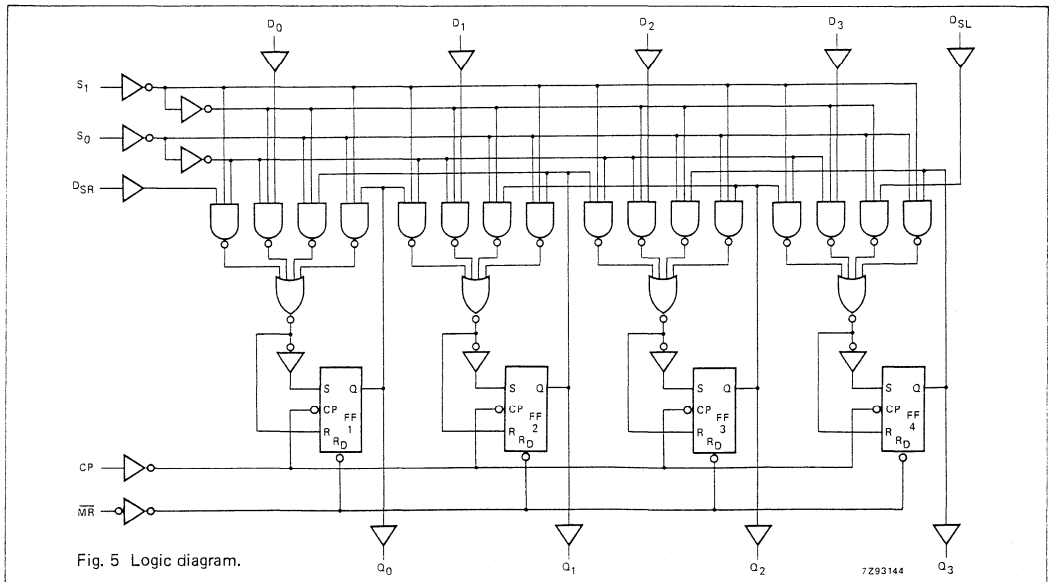 D0 D1 D2 D3 DSL
S1
S0
DSR
S Q S Q S Q S Q
CP FF 1 CP FF 2 CP FF 3 CP FF 4
R RD R RD R RD R RD
CP
MR
Fig. 5 Logic diagram.
Q0 Q1 Q2 Q3
7Z93144